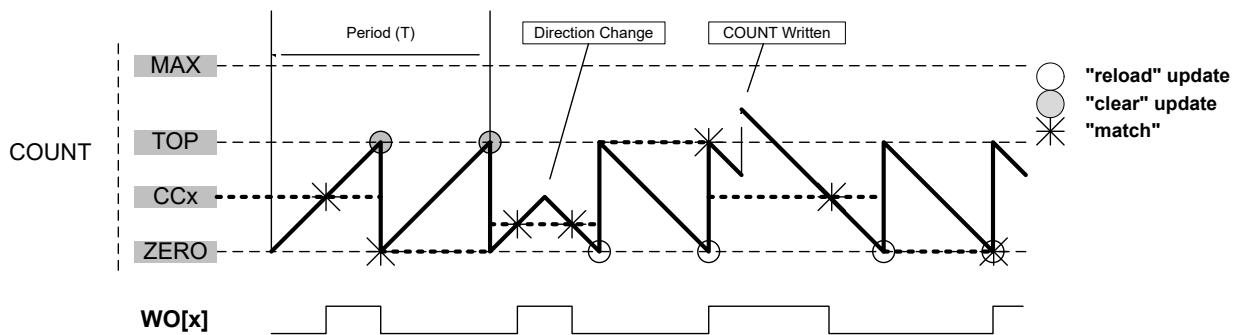 Period (T)
Direction Change
COUNT Written
COUNT
MAX
TOP
CCx
ZERO
"reload" update
"clear" update
"match"
WO[x]